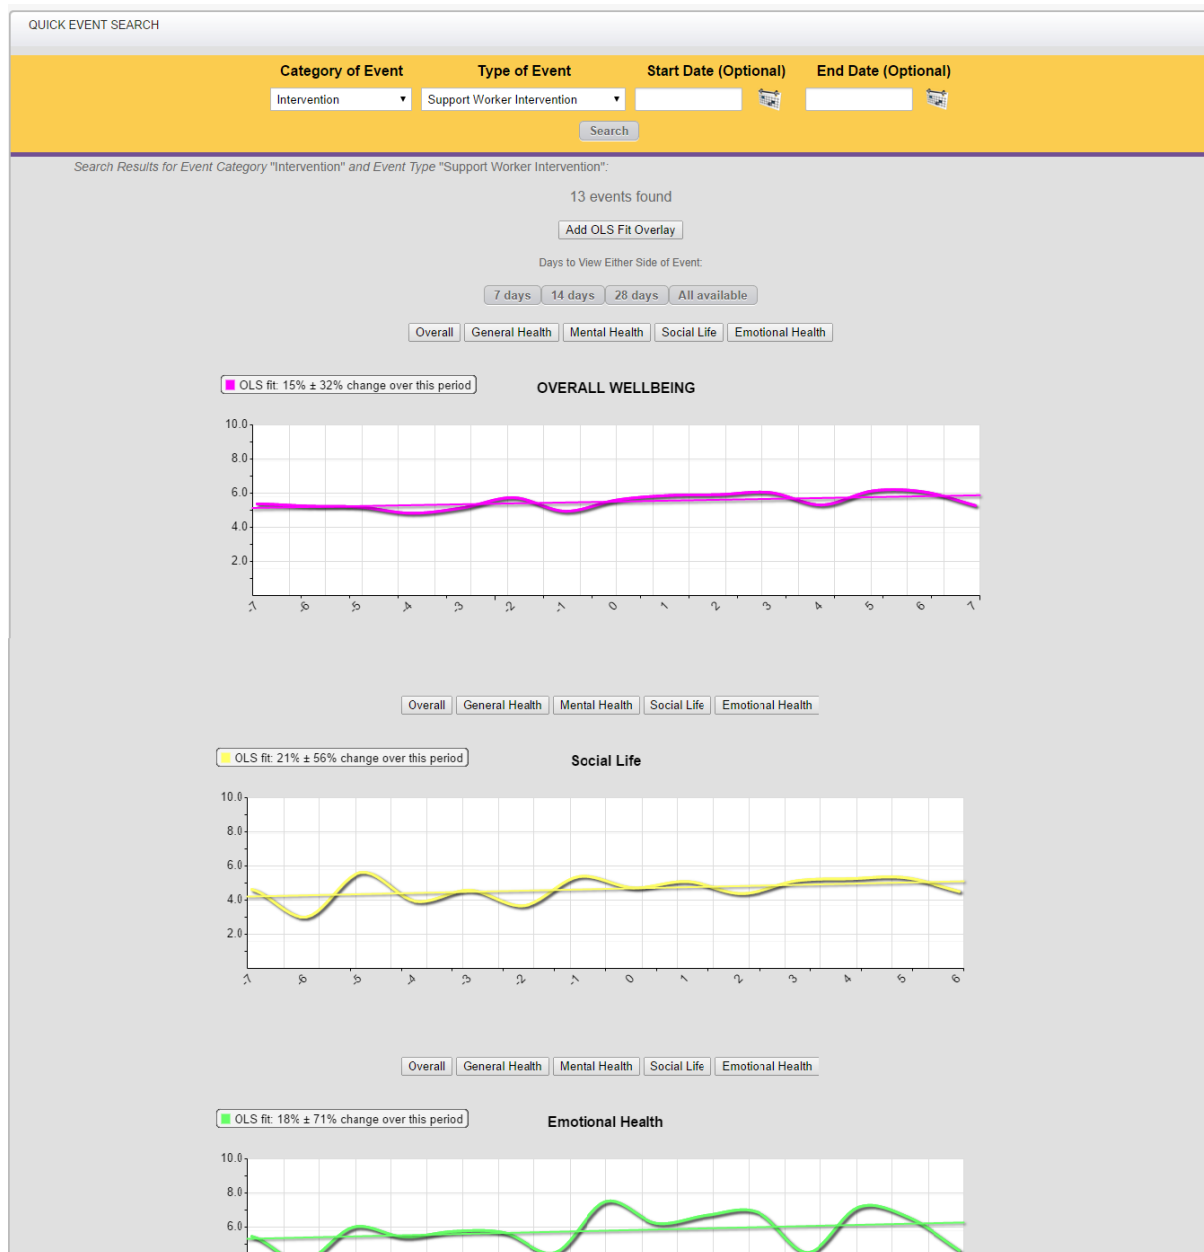 QUICK EVENT SEARCH
Category of Event Type of Event Start Date (Optional) End Date (Optional)
Intervention Support Worker Intervention
Search
Search Results for Event Category "Intervention" and Event Type "Support Worker Intervention":
13 events found
Add OLS Fit Overlay
Days to View Either Side of Event:
7 days 14 days 28 days All available
Overall General Health Mental Health Social Life Emotional Health
OLS fit: 15% ± 32% change over this period OVERALL WELLBEING
10.0
8.0
6.0
4.0
2.0
-7 -6 -5 -4 -3 -2 -1 0 1 2 3 4 5 6 7
Overall General Health Mental Health Social Life Emotional Health
OLS fit: 21% ± 56% change over this period Social Life
10.0
8.0
6.0
4.0
2.0
-7 -6 -5 -4 -3 -2 -1 0 1 2 3 4 5 6
Overall General Health Mental Health Social Life Emotional Health
OLS fit: 18% ± 71% change over this period Emotional Health
10.0
8.0
6.0